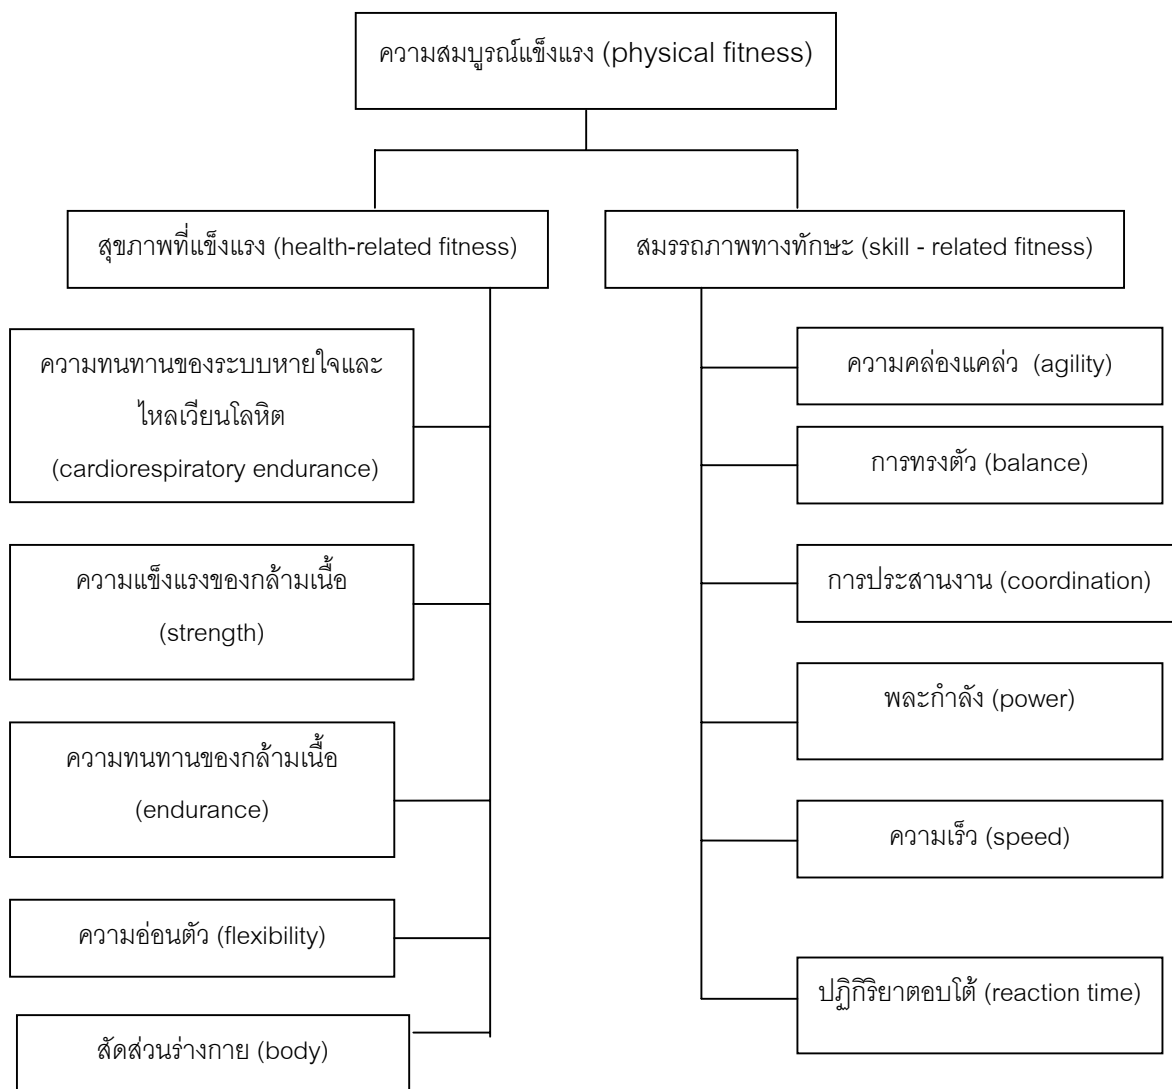 ความสมบูรณ์แข็งแรง (physical fitness)
สุขภาพที่แข็งแรง (health-related fitness)
ความทนทานของระบบหายใจและ
ไหลเวียนโลหิต
(cardiorespiratory endurance)
ความแข็งแรงของกล้ามเนื้อ
(strength)
ความทนทานของกล้ามเนื้อ
(endurance)
ความอ่อนตัว (flexibility)
สัดส่วนร่างกาย (body)
สมรรถภาพทางทักษะ (skill - related fitness)
ความคล่องแคล่ว (agility)
การทรงตัว (balance)
การประสานงาน (coordination)
พละกำลัง (power)
ความเร็ว (speed)
ปฏิกิริยาตอบโต้ (reaction time)